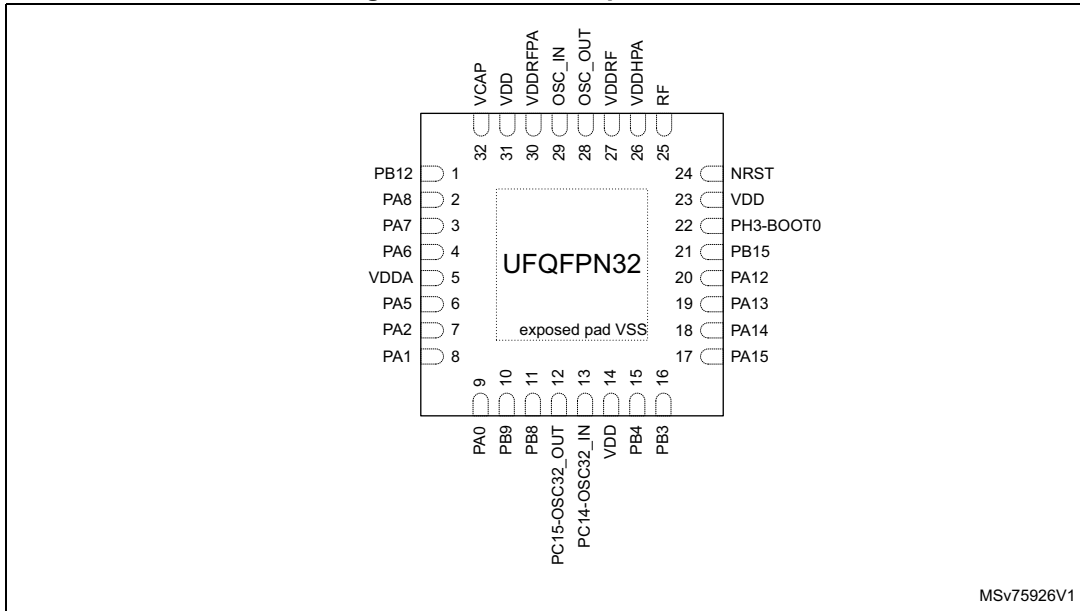 VCAP
VDD
VDDRFPA
OSC_IN
OSC_OUT
VDDRF
VDDHPA
RF
32
31
30
29
28
27
26
25
PB12 1
PA8 2
PA7 3
PA6 4
VDDA 5
PA5 6
PA2 7
PA1 8
24 NRST
23 VDD
22 PH3-BOOT0
21 PB15
20 PA12
19 PA13
18 PA14
17 PA15
UFQFPN32
exposed pad VSS
9
10
11
12
13
14
15
16
PA0
PB9
PB8
PC15-OSC32_OUT
PC14-OSC32_IN
VDD
PB4
PB3
MSv75926V1